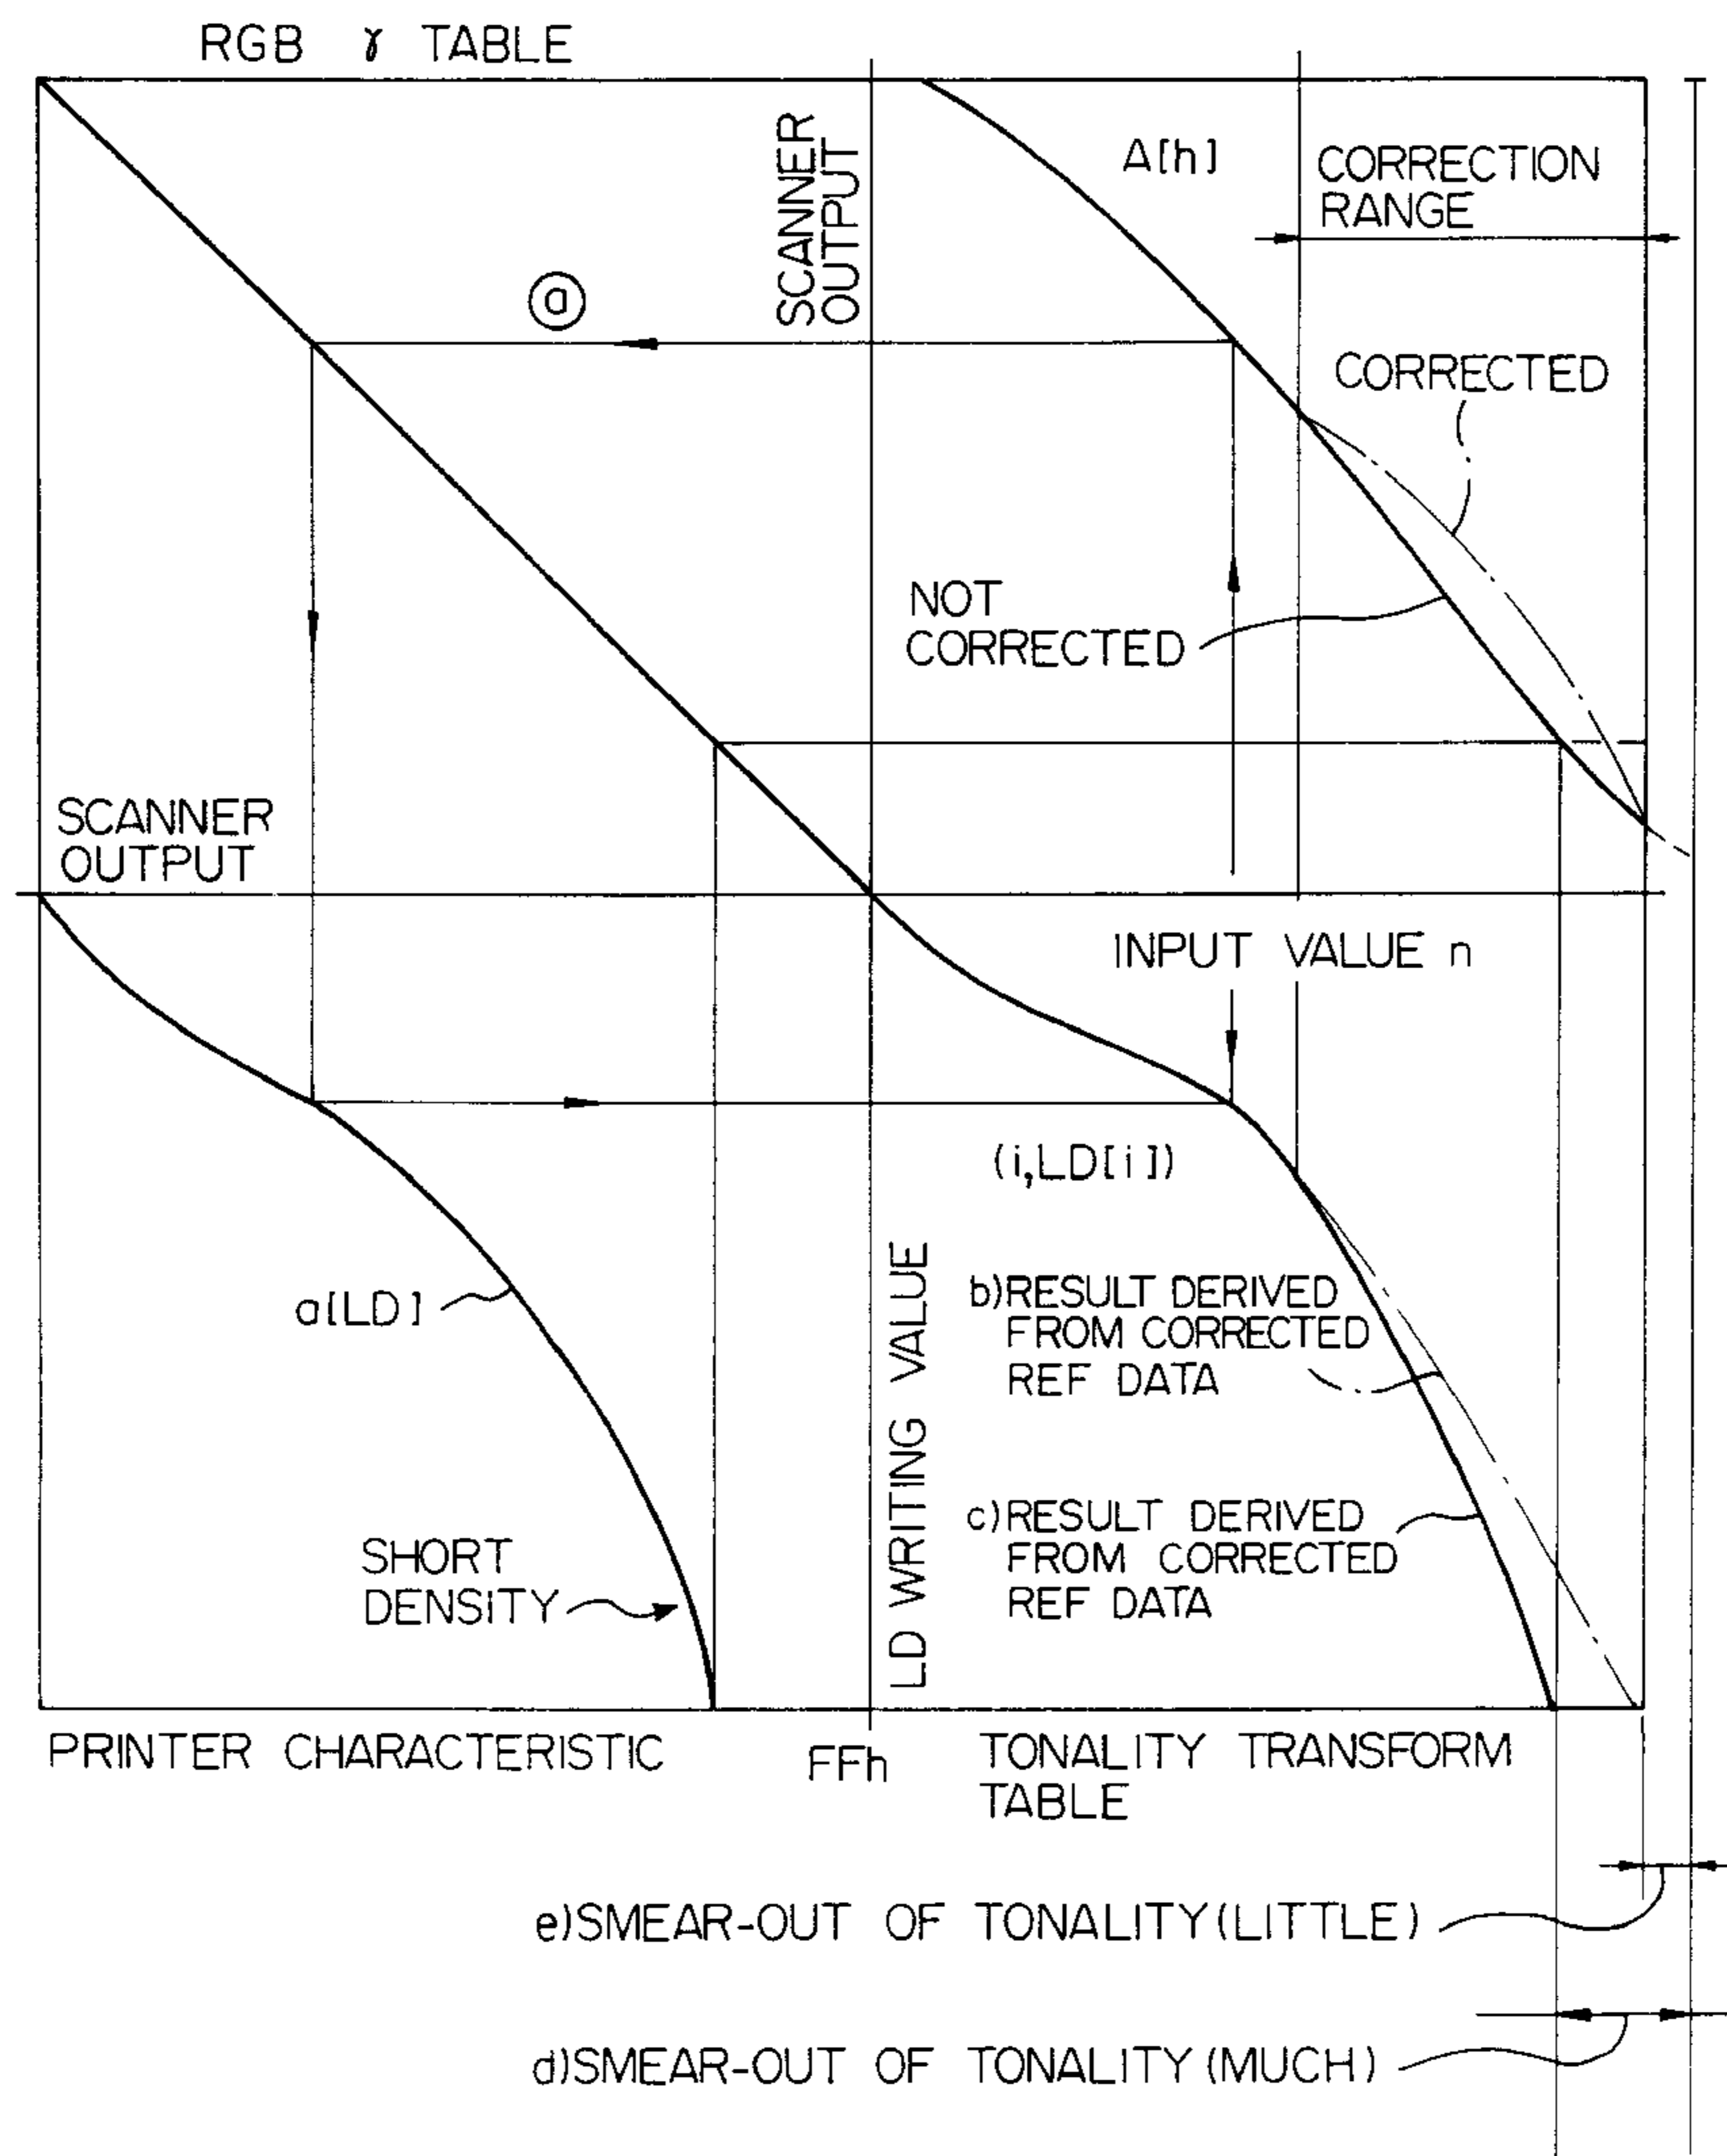 RGB γ TABLE
SCANNER
OUTPUT
A[h]
CORRECTION
RANGE
ⓐ
CORRECTED
NOT
CORRECTED
SCANNER
OUTPUT
INPUT VALUE n
(i,LD[i])
a[LD]
LD WRITING VALUE
b)RESULT DERIVED
FROM CORRECTED
REF DATA
c)RESULT DERIVED
FROM CORRECTED
REF DATA
SHORT
DENSITY
PRINTER CHARACTERISTIC
FFh
TONALITY TRANSFORM
TABLE
e)SMEAR-OUT OF TONALITY(LITTLE)
d)SMEAR-OUT OF TONALITY(MUCH)